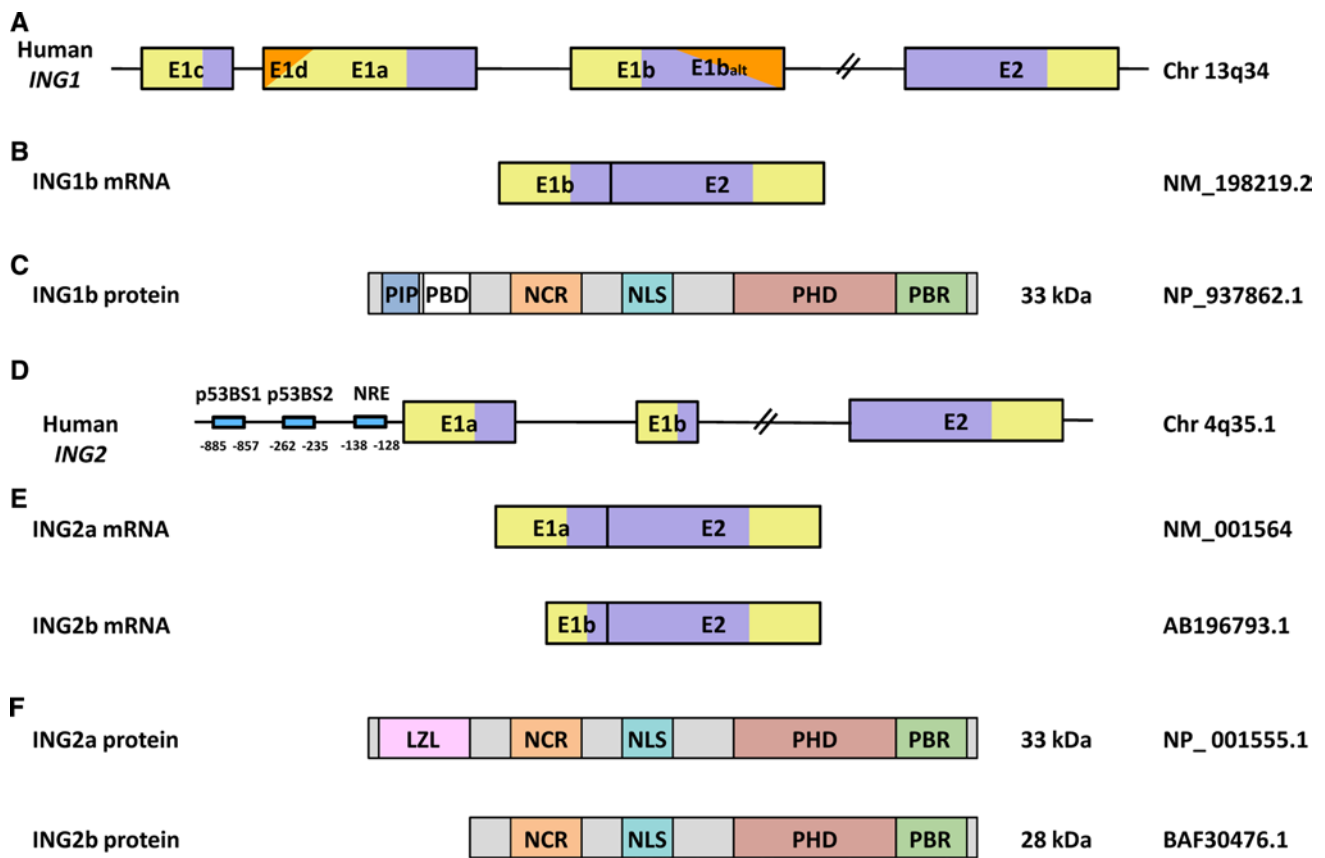 A
Human
ING1
E1c E1d E1a E1b E1balt E2 Chr 13q34
B
ING1b mRNA E1b E2 NM_198219.2
C
ING1b protein PIP PBD NCR NLS PHD PBR 33 kDa NP_937862.1
D
p53BS1 p53BS2 NRE
Human
ING2
E1a E1b E2 Chr 4q35.1
-885 -857 -262 -235 -138 -128
E
ING2a mRNA E1a E2 NM_001564
ING2b mRNA E1b E2 AB196793.1
F
ING2a protein LZL NCR NLS PHD PBR 33 kDa NP_ 001555.1
ING2b protein NCR NLS PHD PBR 28 kDa BAF30476.1